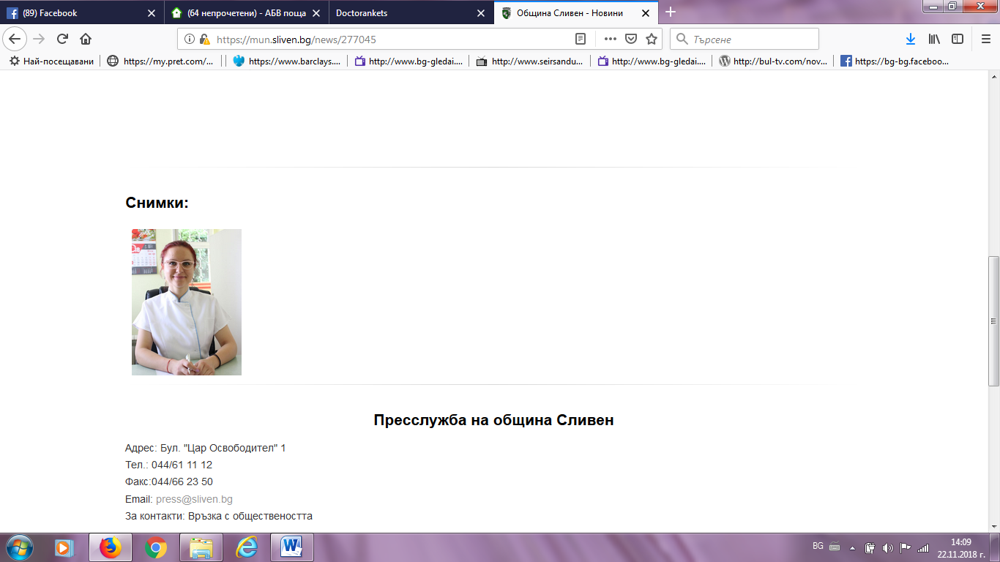 (89) Facebook
(64 непрочетени) - АБВ поща
Doctorankets
Община Сливен - Новини
https://mun.sliven.bg/news/277045
Търсене
Най-посещавани
https://my.pret.com/...
https://www.barclays....
http://www.bg-gledai....
http://www.seirsandu...
http://www.bg-gledai....
http://bul-tv.com/nov...
https://bg-bg.faceboo...
Снимки:
Пресслужба на община Сливен
Адрес: Бул. "Цар Освободител" 1
Тел.: 044/61 11 12
Факс:044/66 23 50
Email: press@sliven.bg
За контакти: Връзка с обществеността
BG
14:09
22.11.2018 г.